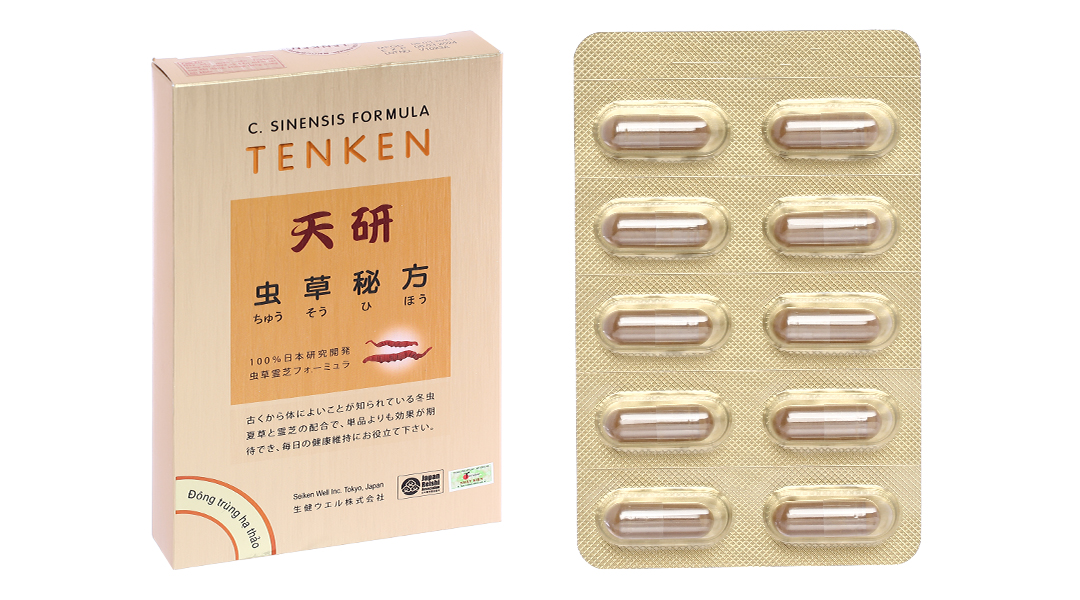 TENKEN
C. SINENSIS FORMULA
TENKEN
天研
虫草秘方
ちゅう そう ひ ほう
100%日本研究開発
虫草霊芝フォーミュラ
古くから体によいことが知られている冬虫
夏草と霊芝の配合で、単品よりも効果が期
待でき、毎日の健康維持にお役立て下さい。
Seiken Well Inc. Tokyo, Japan
生健ウエル株式会社
Japan
Reishi
Association
Đông trùng hạ thảo